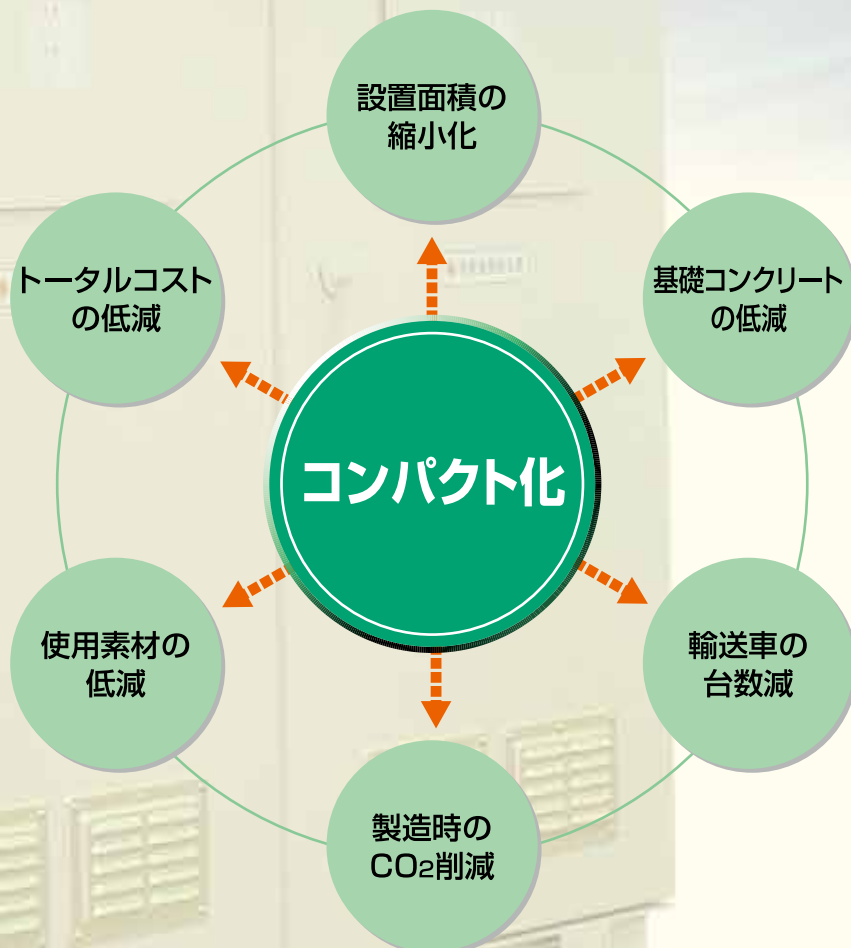 設置面積の
縮小化
トータルコスト
の低減
基礎コンクリート
の低減
コンパクト化
使用素材の
低減
輸送車の
台数減
製造時の
CO₂削減